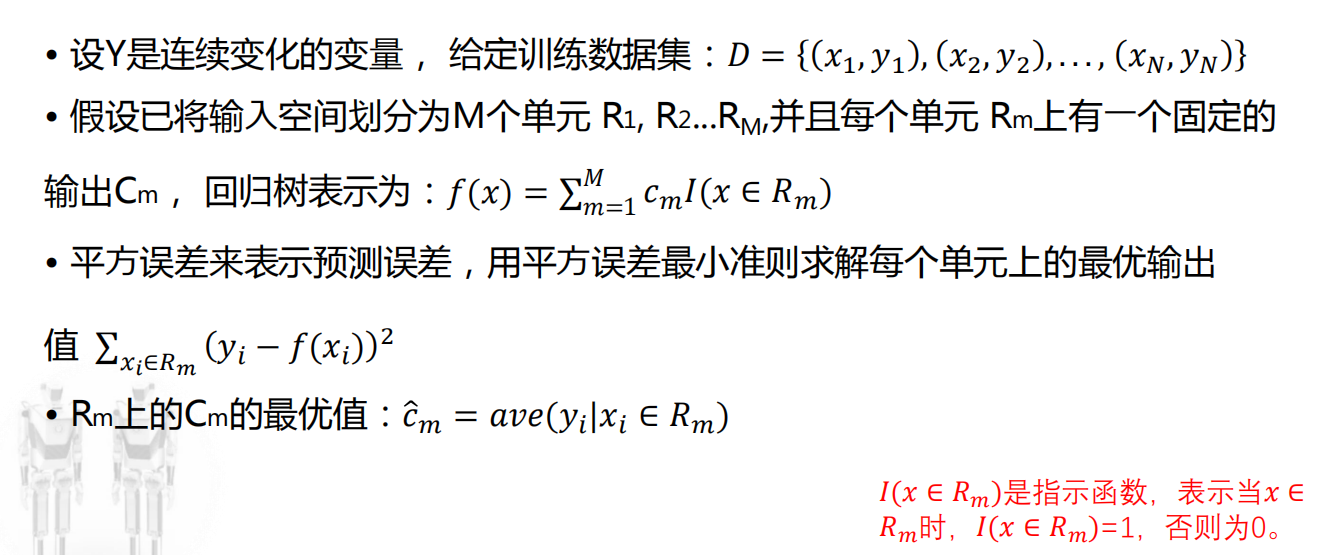 • 设Y是连续变化的变量 ，给定训练数据集：$D = \{(x_1, y_1), (x_2, y_2), \ldots, (x_N, y_N)\}$
• 假设已将输入空间划分为M个单元 R1, R2...R_M,并且每个单元 Rm上有一个固定的
输出Cm ，回归树表示为：$f(x) = \sum_{m=1}^{M} c_m I(x \in R_m)$
• 平方误差来表示预测误差，用平方误差最小准则求解每个单元上的最优输出
值 $\sum_{x_i \in R_m} (y_i - f(x_i))^2$
• Rm上的Cm的最优值：$\hat{c}_m = ave(y_i | x_i \in R_m)$
$I(x \in R_m)$是指示函数，表示当$x \in$
$R_m$时，$I(x \in R_m)$=1，否则为0。